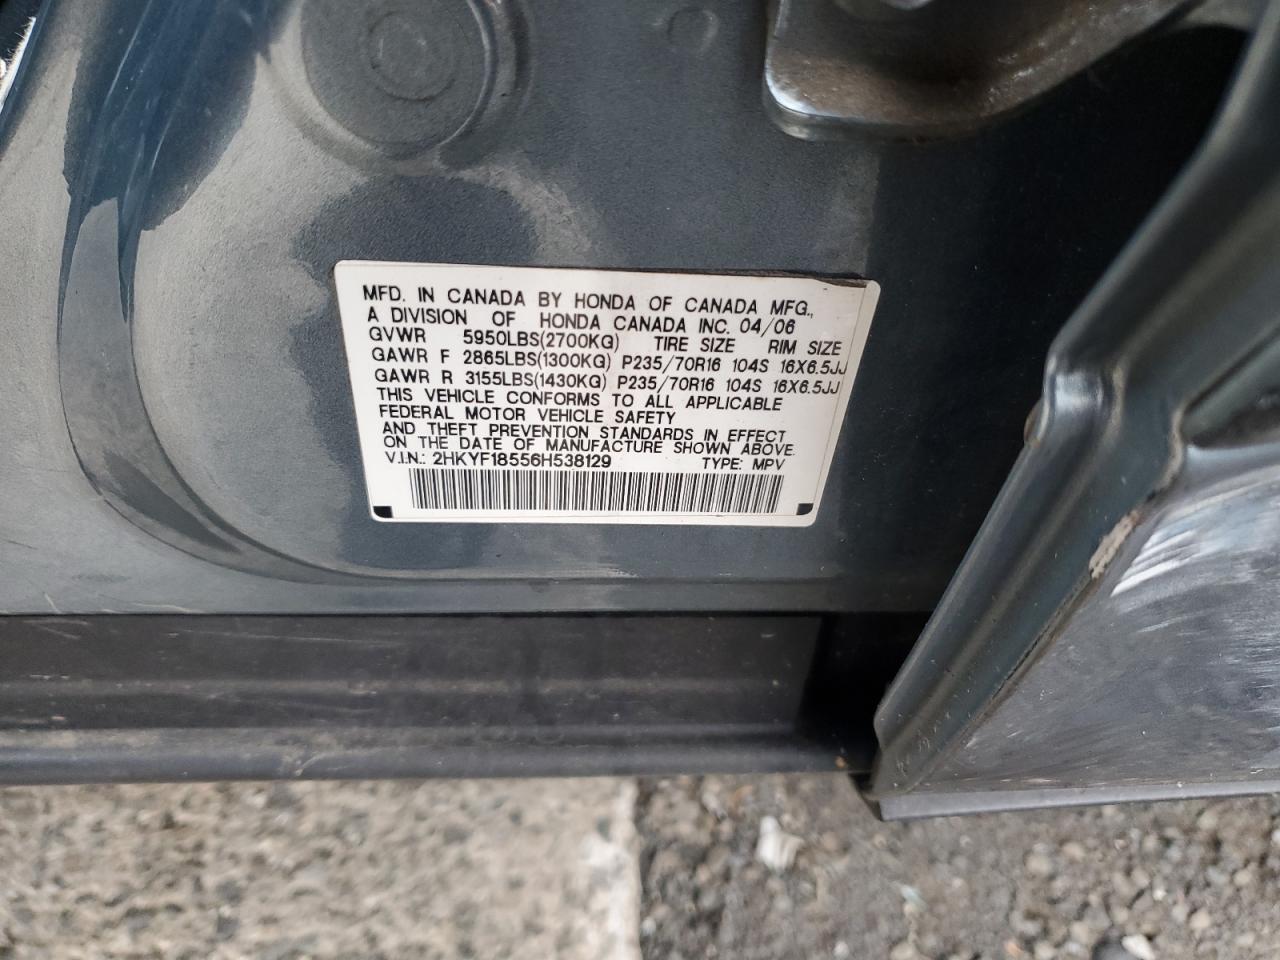 MFD. IN CANADA BY HONDA OF CANADA MFG.,
A DIVISION OF HONDA CANADA INC. 04/06
GVWR 5950LBS(2700KG) TIRE SIZE RIM SIZE
GAWR F 2865LBS(1300KG) P235/70R16 104S 16X6.5JJ
GAWR R 3155LBS(1430KG) P235/70R16 104S 16X6.5JJ
THIS VEHICLE CONFORMS TO ALL APPLICABLE
FEDERAL MOTOR VEHICLE SAFETY
AND THEFT PREVENTION STANDARDS IN EFFECT
ON THE DATE OF MANUFACTURE SHOWN ABOVE.
V.I.N.: 2HKYF18556H538129 TYPE: MPV